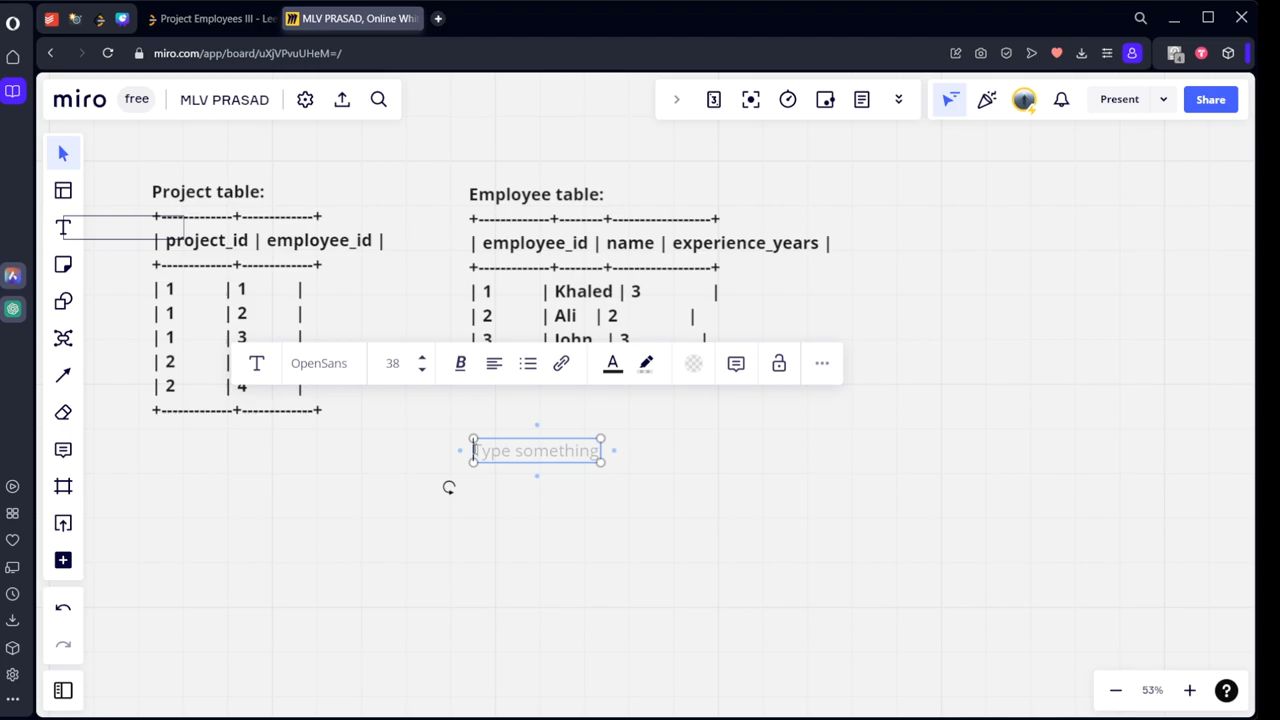 Project Employees III - Lee
MLV PRASAD, Online Whi
miro.com/app/board/uXjVPvuUHeM=/
miro free MLV PRASAD
Present Share
Project table:
+-------------+-------------+
| project_id | employee_id |
+-------------+-------------+
| 1 | 1 |
| 1 | 2 |
| 1 | 3
| 2
| 2 | 4 |
+-------------+-------------+
Employee table:
+-------------+--------+------------------+
| employee_id | name | experience_years |
+-------------+--------+------------------+
| 1 | Khaled | 3 |
| 2 | Ali | 2 |
| 3 | John | 3 |
OpenSans 38 B A
Type something
53%